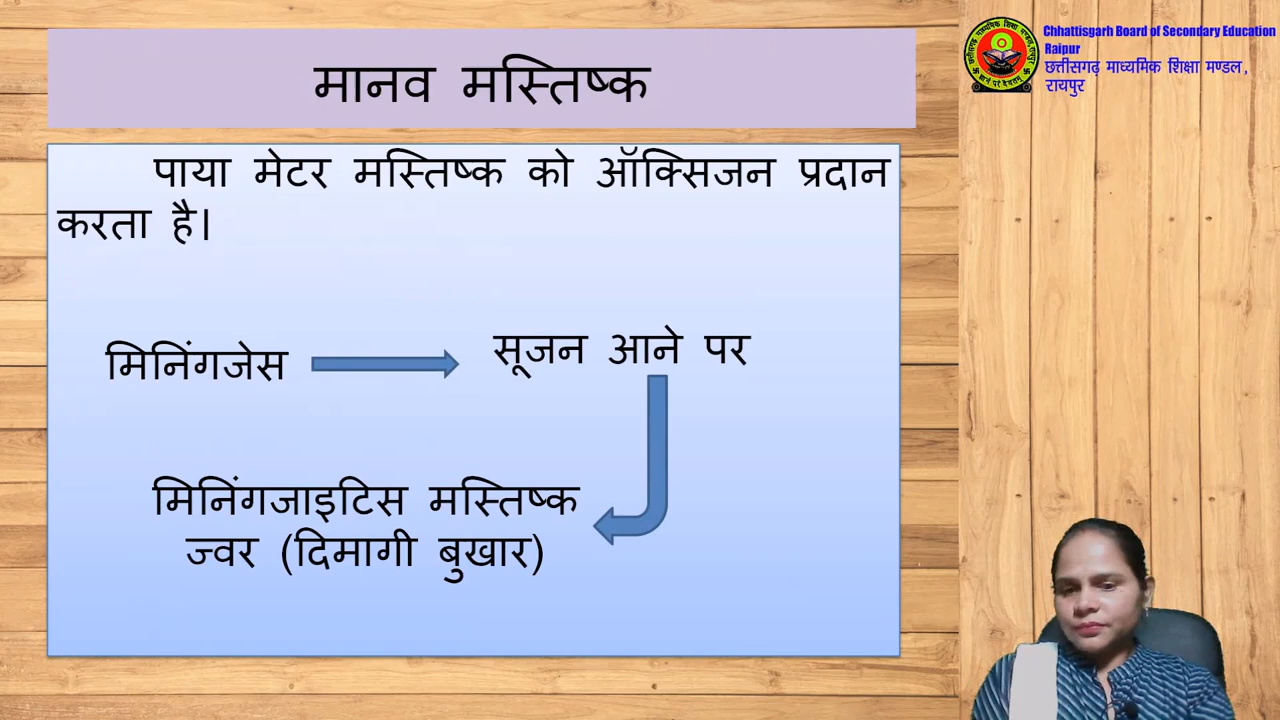 मानव मस्तिष्क
Chhattisgarh Board of Secondary Education
Raipur
छत्तीसगढ़ माध्यमिक शिक्षा मण्डल,
रायपुर
पाया मेटर मस्तिष्क को ऑक्सिजन प्रदान
करता है।
मिनिंगजेस
सूजन आने पर
मिनिंगजाइटिस मस्तिष्क
ज्वर (दिमागी बुखार)